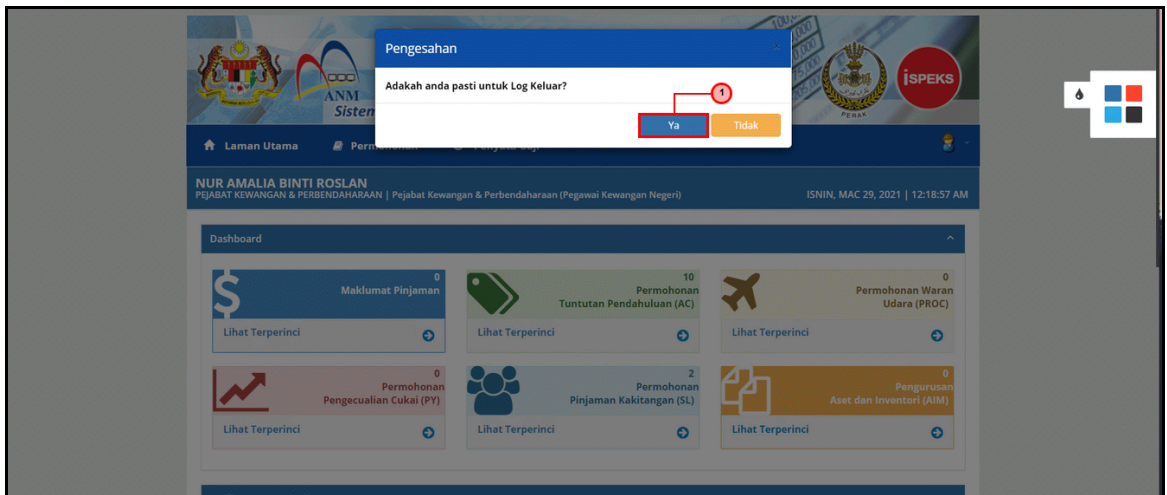 Pengesahan
×
Adakah anda pasti untuk Log Keluar?
1
Ya
Tidak
ANM
Sistem
PERAK
iSPEKS
Laman Utama
NUR AMALIA BINTI ROSLAN
PEJABAT KEWANGAN & PERBENDAHARAAN | Pejabat Kewangan & Perbendaharaan (Pegawai Kewangan Negeri)
ISNIN, MAC 29, 2021 | 12:18:57 AM
Dashboard
0
Maklumat Pinjaman
Lihat Terperinci
10
Permohonan
Tuntutan Pendahuluan (AC)
Lihat Terperinci
0
Permohonan Waran
Udara (PROC)
Lihat Terperinci
0
Permohonan
Pengecualian Cukai (PY)
Lihat Terperinci
2
Permohonan
Pinjaman Kakitangan (SL)
Lihat Terperinci
0
Pengurusan
Aset dan Inventori (AIM)
Lihat Terperinci